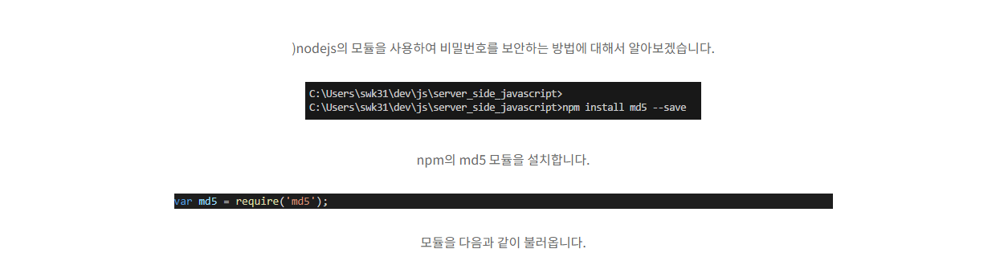 )nodejs의 모듈을 사용하여 비밀번호를 보안하는 방법에 대해서 알아보겠습니다.
C:\Users\swk31\dev\js\server_side_javascript>
C:\Users\swk31\dev\js\server_side_javascript>npm install md5 --save
npm의 md5 모듈을 설치합니다.
var md5 = require('md5');
모듈을 다음과 같이 불러옵니다.